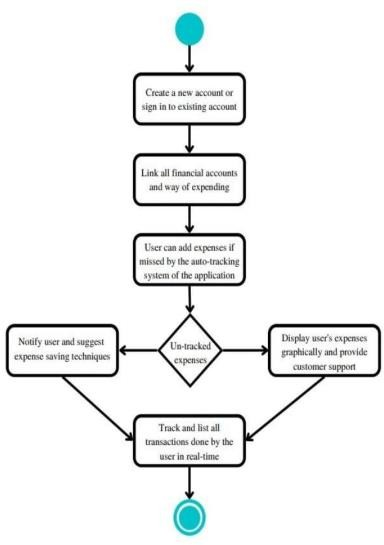 Create a new account or
sign in to existing account
Link all financial accounts
and way of expending
User can add expenses if
missed by the auto-tracking
system of the application
Un-tracked
expenses
Notify user and suggest
expense saving techniques
Display user's expenses
graphically and provide
customer support
Track and list all
transactions done by the
user in real-time